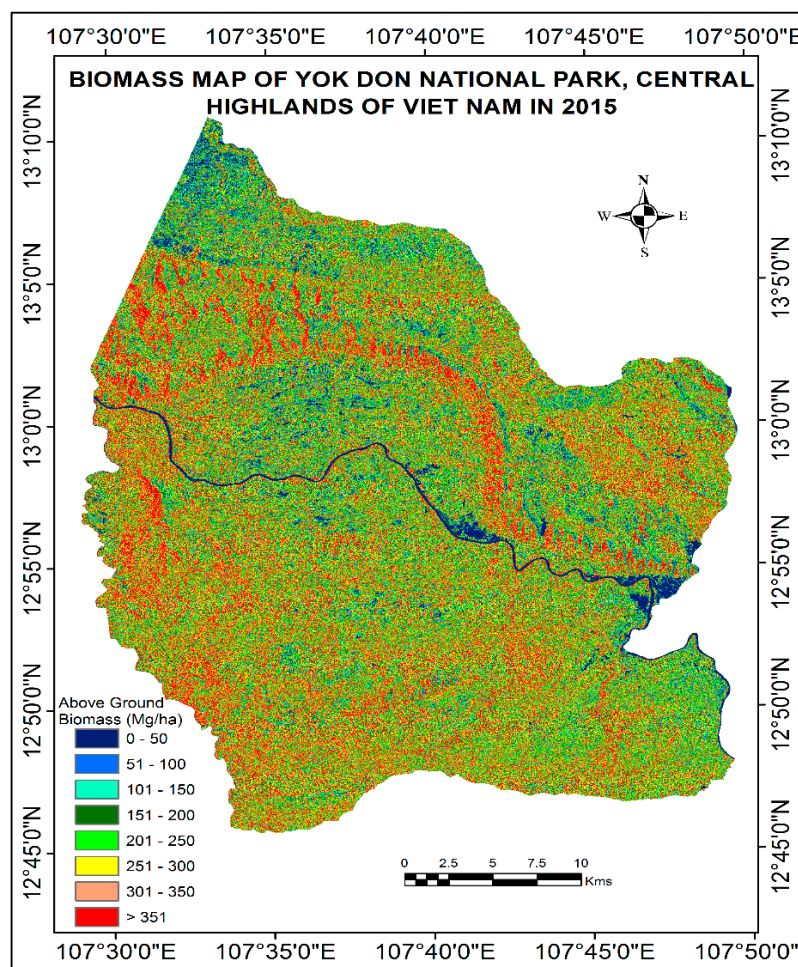 107°30'0"E 107°35'0"E 107°40'0"E 107°45'0"E 107°50'0"E
BIOMASS MAP OF YOK DON NATIONAL PARK, CENTRAL
HIGHLANDS OF VIET NAM IN 2015
N
W E
S
13°10'0"N 13°10'0"N
13°5'0"N 13°5'0"N
13°0'0"N 13°0'0"N
12°55'0"N 12°55'0"N
12°50'0"N 12°50'0"N
12°45'0"N 12°45'0"N
Above Ground
Biomass (Mg/ha)
0 - 50
51 - 100
101 - 150
151 - 200
201 - 250
251 - 300
301 - 350
> 351
0 2.5 5 7.5 10
Kms
107°30'0"E 107°35'0"E 107°40'0"E 107°45'0"E 107°50'0"E